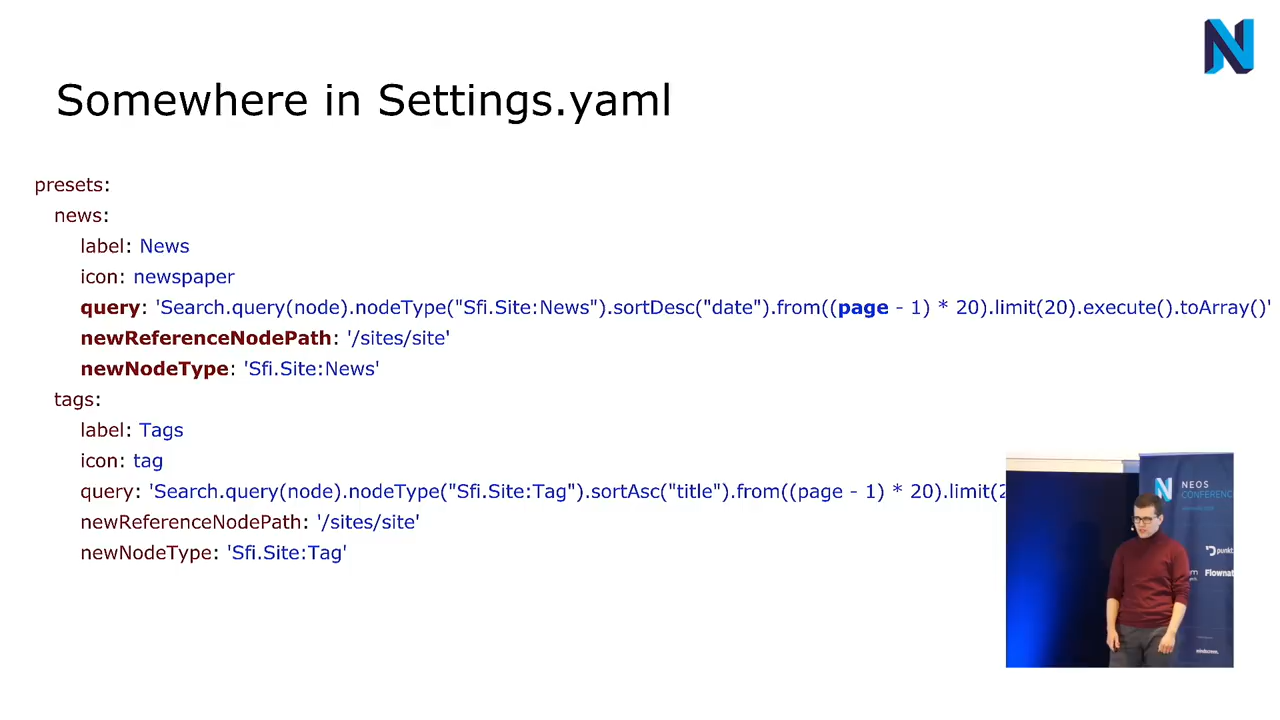 Somewhere in Settings.yaml
presets:
news:
label: News
icon: newspaper
query: 'Search.query(node).nodeType("Sfi.Site:News").sortDesc("date").from((page - 1) * 20).limit(20).execute().toArray()'
newReferenceNodePath: '/sites/site'
newNodeType: 'Sfi.Site:News'
tags:
label: Tags
icon: tag
query: 'Search.query(node).nodeType("Sfi.Site:Tag").sortAsc("title").from((page - 1) * 20).limit(
newReferenceNodePath: '/sites/site'
newNodeType: 'Sfi.Site:Tag'
NEOS
CONFERENC
punkt
Flownat